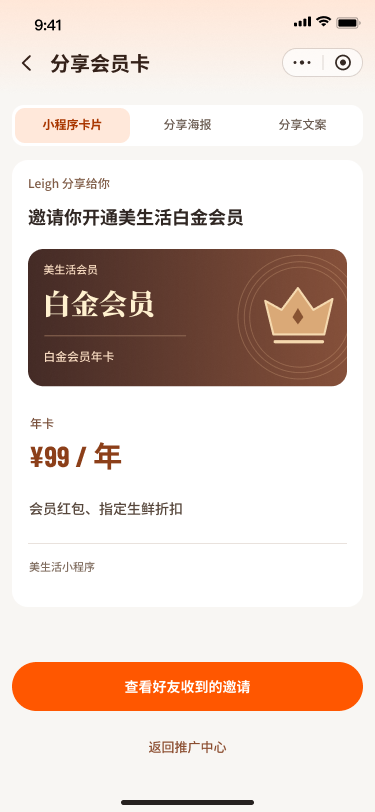 9:41
分享会员卡
小程序卡片
分享海报
分享文案
Leigh 分享给你
邀请你开通美生活白金会员
美生活会员
白金会员
白金会员年卡
年卡
¥99 / 年
会员红包、指定生鲜折扣
美生活小程序
查看好友收到的邀请
返回推广中心